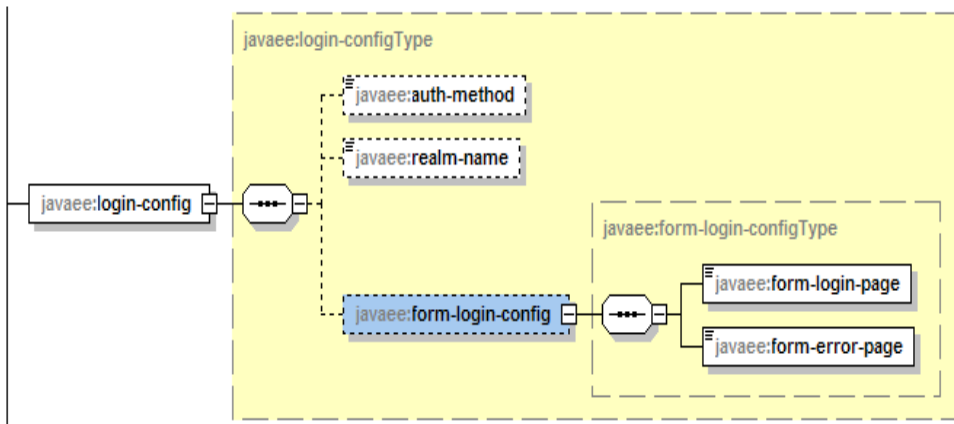 javaee:login-configType
javaee:auth-method
javaee:realm-name
javaee:login-config
javaee:form-login-configType
javaee:form-login-page
javaee:form-login-config
javaee:form-error-page